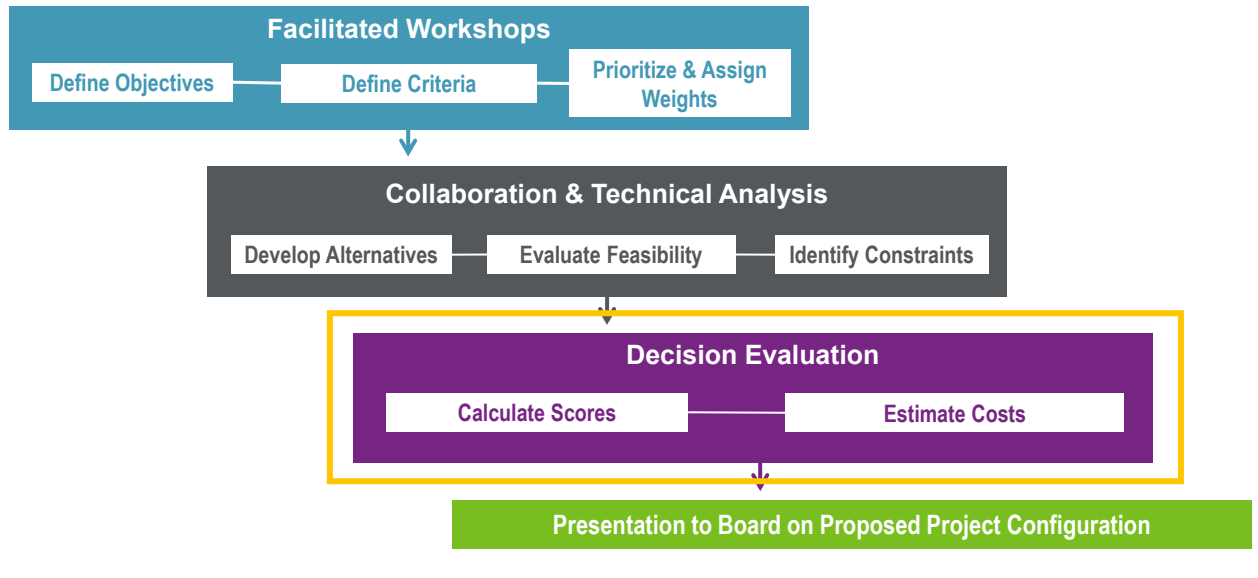 Facilitated Workshops
Define Objectives
Define Criteria
Prioritize & Assign
Weights
Collaboration & Technical Analysis
Develop Alternatives
Evaluate Feasibility
Identify Constraints
Decision Evaluation
Calculate Scores
Estimate Costs
Presentation to Board on Proposed Project Configuration